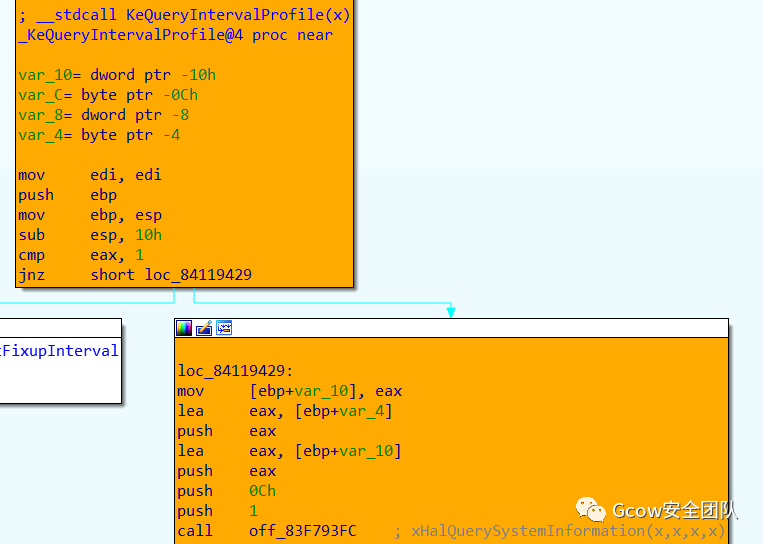 ; __stdcall KeQueryIntervalProfile(x)
_KeQueryIntervalProfile@4 proc near
var_10= dword ptr -10h
var_C= byte ptr -0Ch
var_8= dword ptr -8
var_4= byte ptr -4
mov     edi, edi
push    ebp
mov     ebp, esp
sub     esp, 10h
cmp     eax, 1
jnz     short loc_84119429
tFixupInterval
loc_84119429:
mov     [ebp+var_10], eax
lea     eax, [ebp+var_4]
push    eax
lea     eax, [ebp+var_10]
push    eax
push    0Ch
push    1
call    off_83F793FC    ; xHalQuerySystemInformation(x,x,x,x)
Gcow安全团队